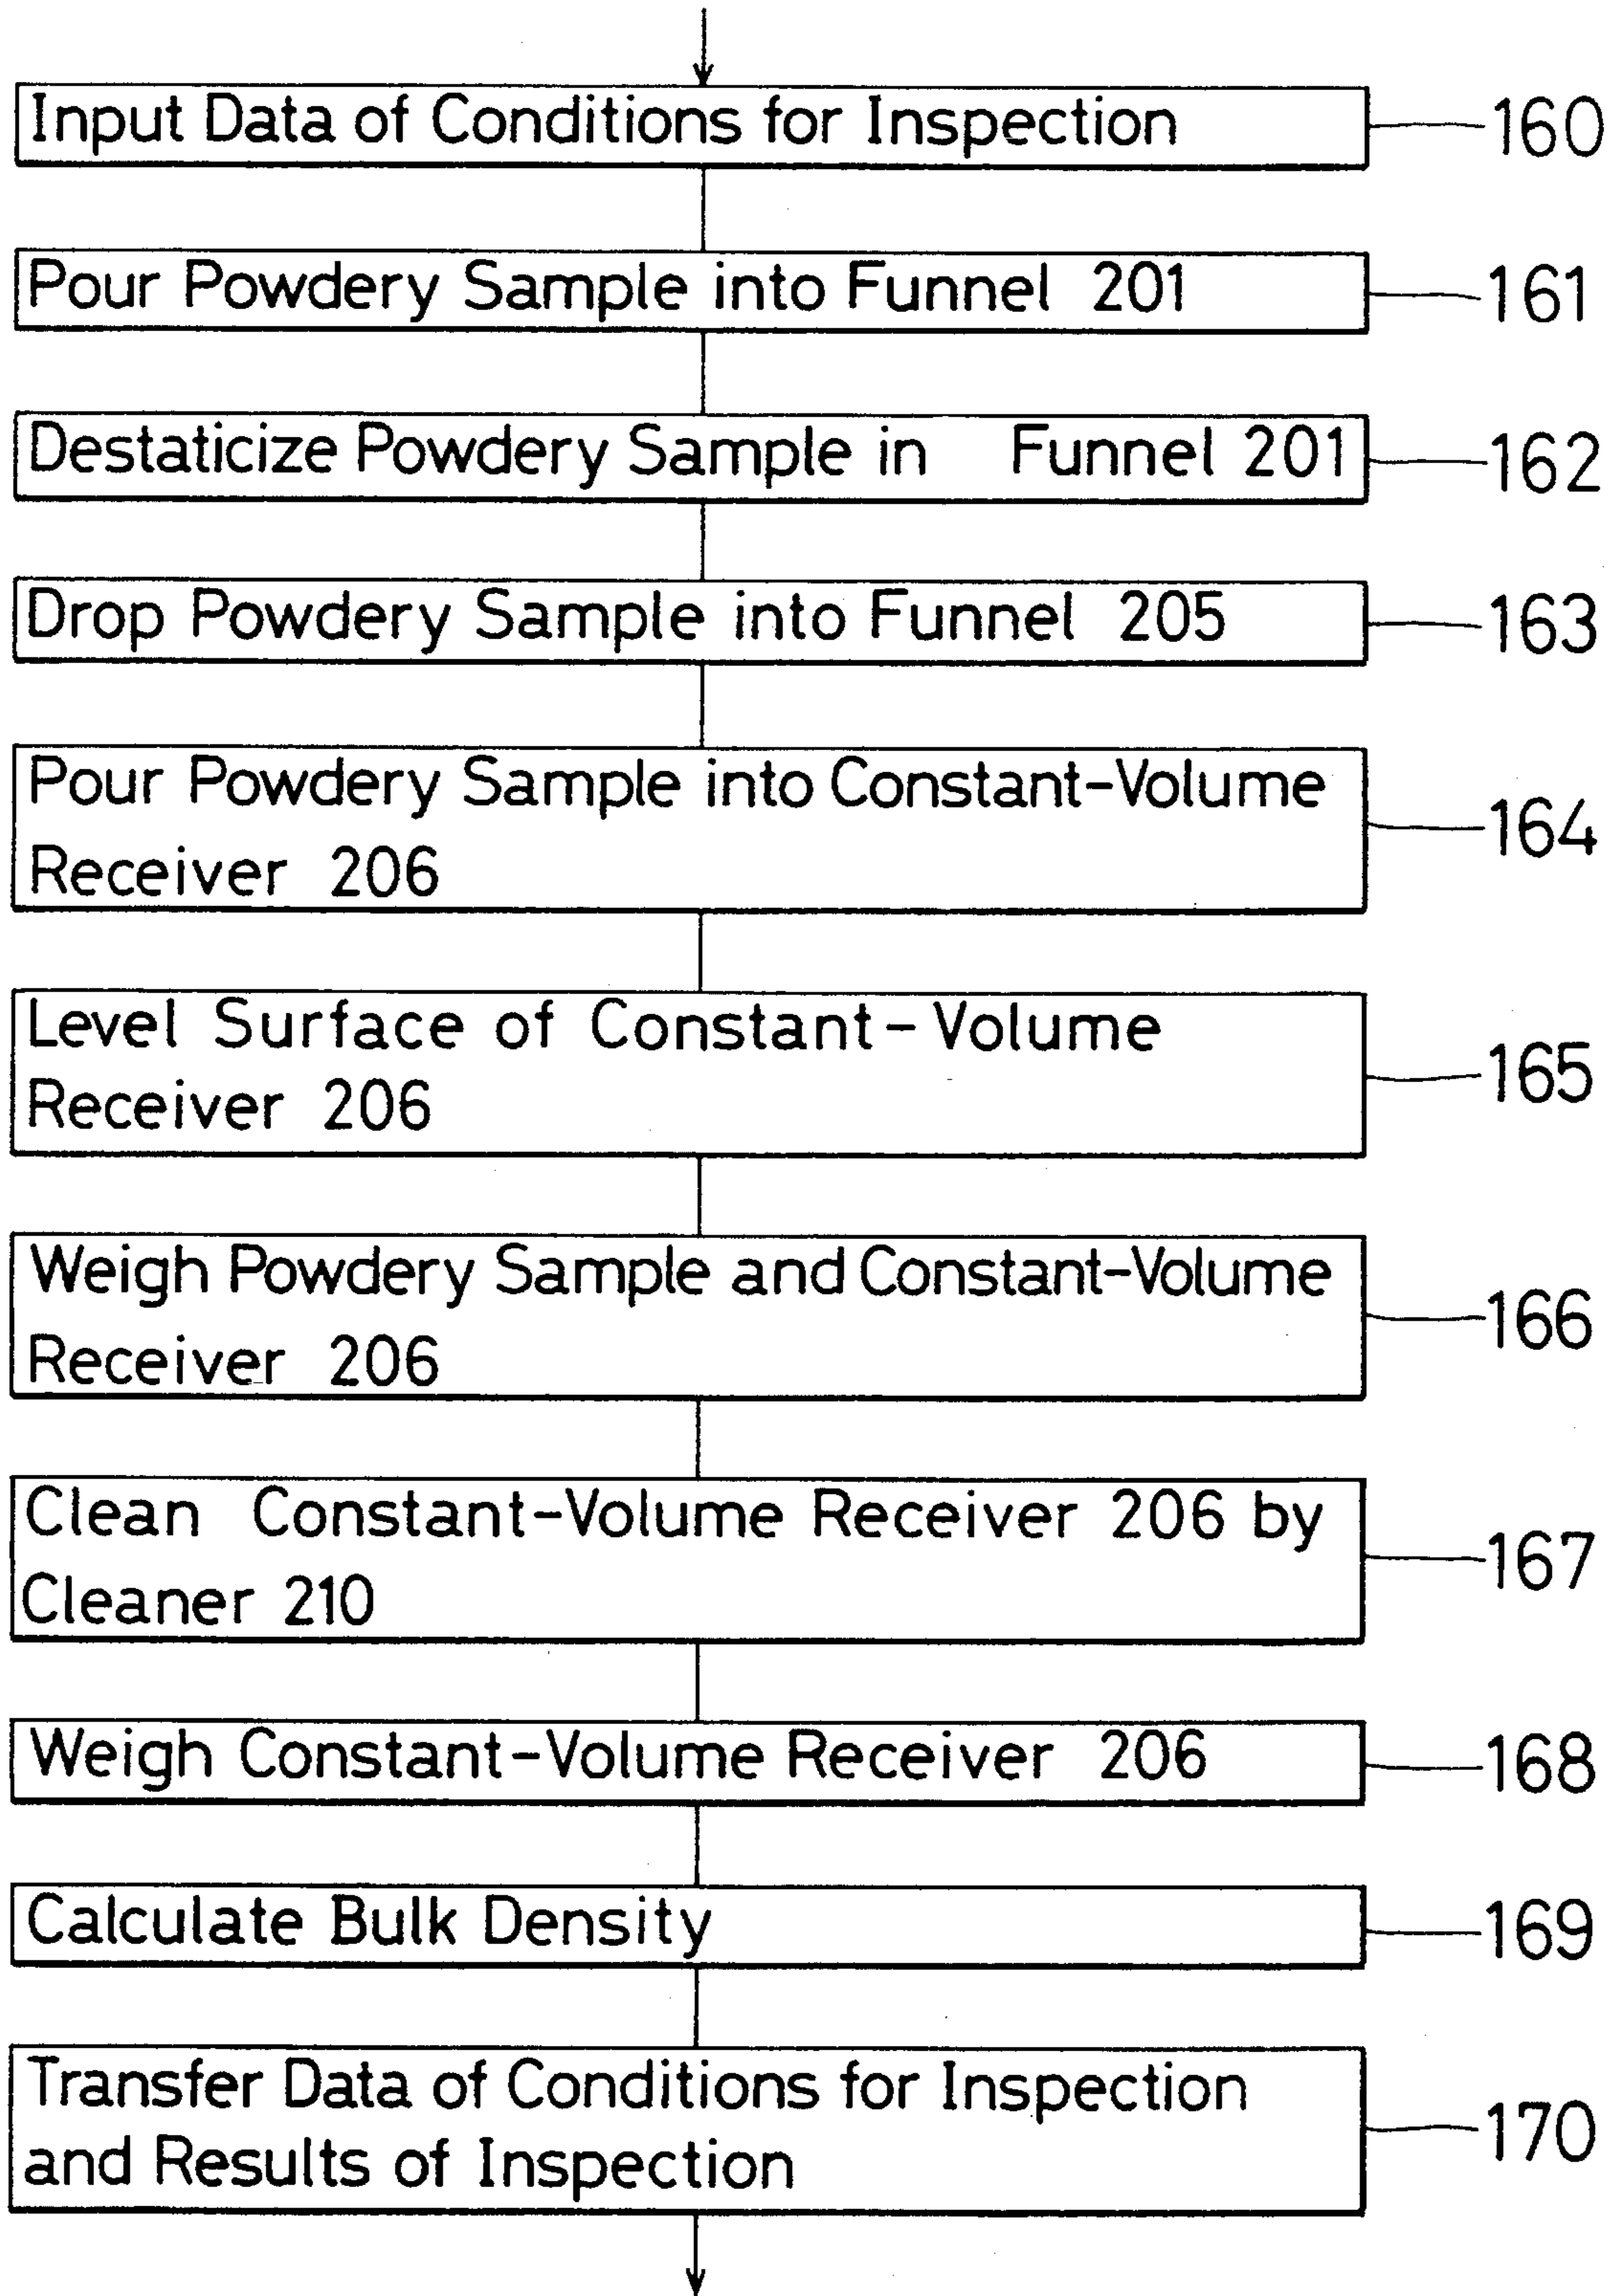 Input Data of Conditions for Inspection
160
Pour Powdery Sample into Funnel 201
161
Destaticize Powdery Sample in Funnel 201
162
Drop Powdery Sample into Funnel 205
163
Pour Powdery Sample into Constant-Volume
Receiver 206
164
Level Surface of Constant-Volume
Receiver 206
165
Weigh Powdery Sample and Constant-Volume
Receiver 206
166
Clean Constant-Volume Receiver 206 by
Cleaner 210
167
Weigh Constant-Volume Receiver 206
168
Calculate Bulk Density
169
Transfer Data of Conditions for Inspection
and Results of Inspection
170